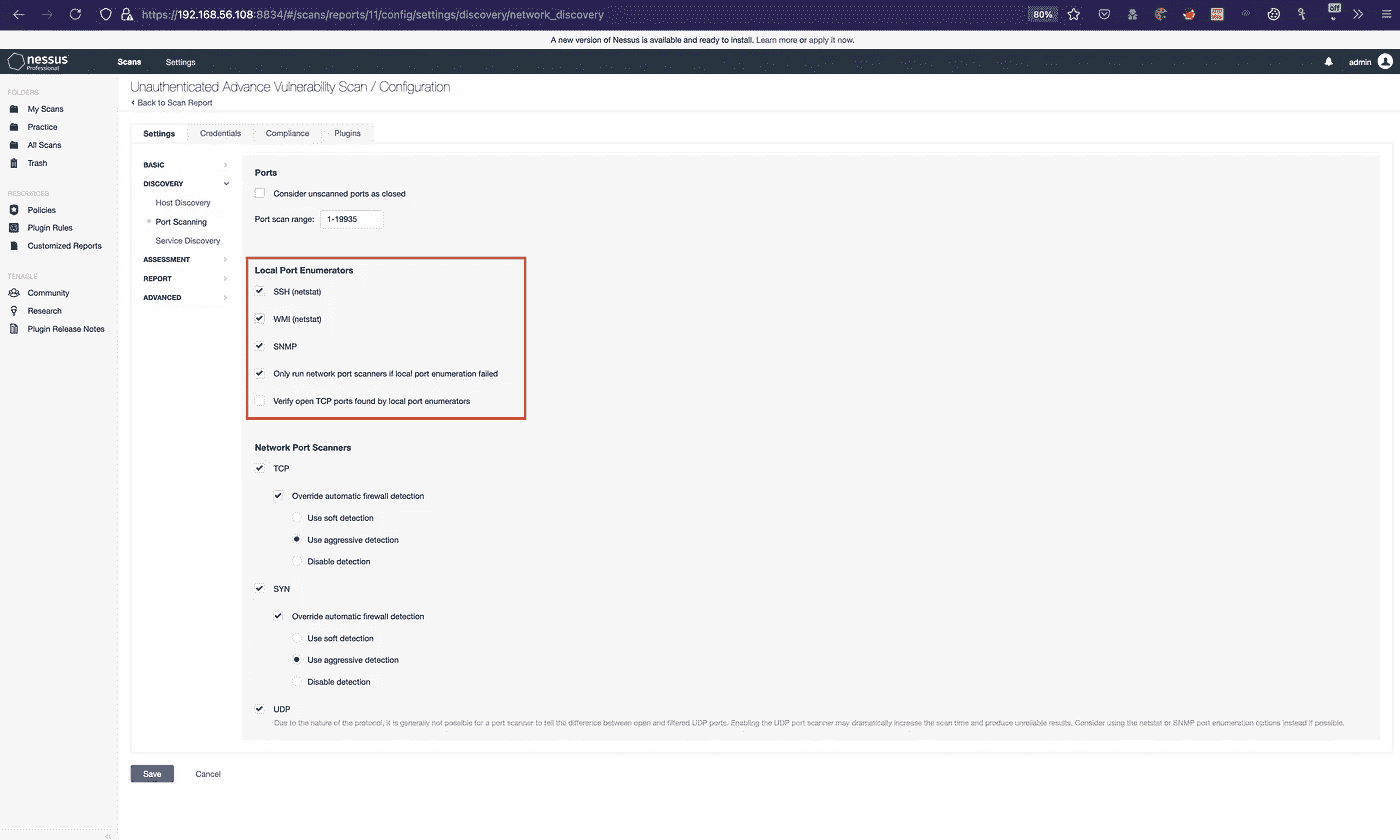 https://192.168.56.108:8834/#/scans/reports/11/config/settings/discovery/network_discovery
80%
off
A new version of Nessus is available and ready to install. Learn more or apply it now.
nessus
Professional
Scans
Settings
admin
FOLDERS
My Scans
Practice
All Scans
Trash
RESOURCES
Policies
Plugin Rules
Customized Reports
TENABLE
Community
Research
Plugin Release Notes
Unauthenticated Advance Vulnerability Scan / Configuration
Back to Scan Report
Settings
Credentials
Compliance
Plugins
BASIC
DISCOVERY
Host Discovery
Port Scanning
Service Discovery
ASSESSMENT
REPORT
ADVANCED
Ports
Consider unscanned ports as closed
Port scan range: 1-19935
Local Port Enumerators
SSH (netstat)
WMI (netstat)
SNMP
Only run network port scanners if local port enumeration failed
Verify open TCP ports found by local port enumerators
Network Port Scanners
TCP
Override automatic firewall detection
Use soft detection
Use aggressive detection
Disable detection
SYN
Override automatic firewall detection
Use soft detection
Use aggressive detection
Disable detection
UDP
Due to the nature of the protocol, it is generally not possible for a port scanner to tell the difference between open and filtered UDP ports. Enabling the UDP port scanner may dramatically increase the scan time and produce unreliable results. Consider using the netstat or SNMP port enumeration options instead if possible.
Save
Cancel